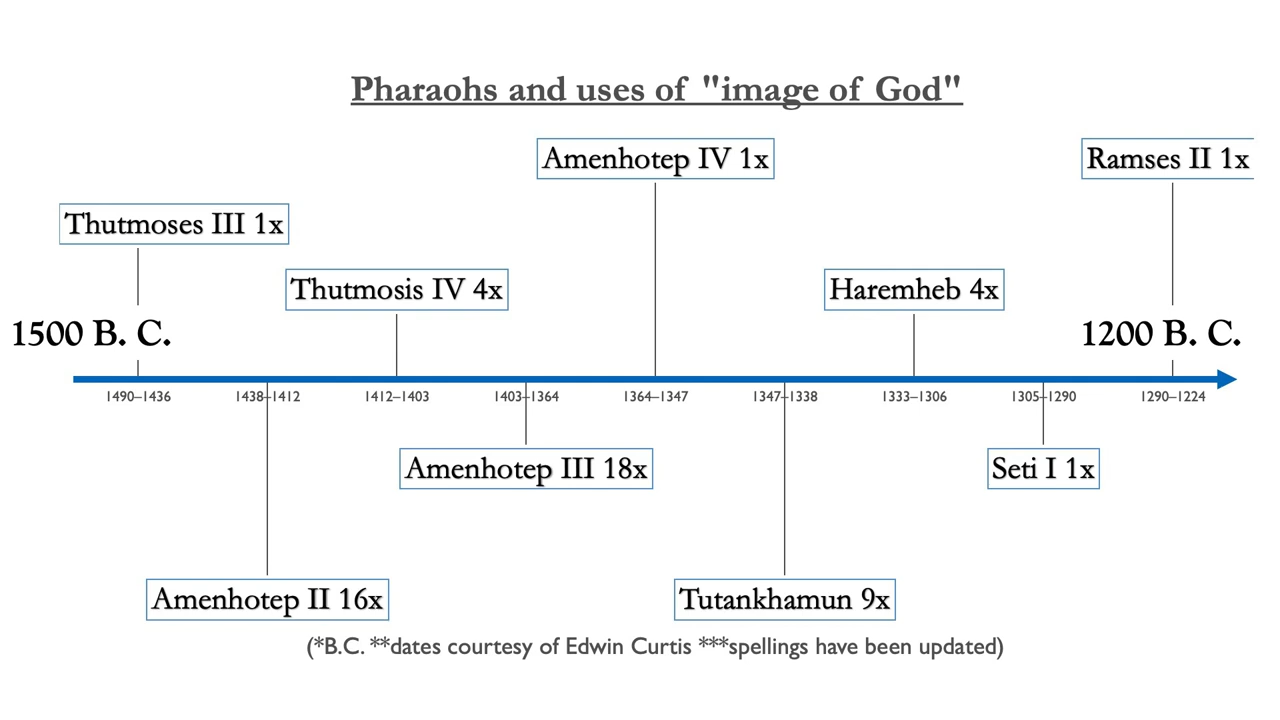 Pharaohs and uses of "image of God"
Amenhotep IV 1x
Ramses II 1x
Thutmoses III 1x
Thutmosis IV 4x
Haremheb 4x
1500 B. C.
1200 B. C.
1490–1436
1438–1412
1412–1403
1403–1364
1364–1347
1347–1338
1333–1306
1305–1290
1290–1224
Amenhotep III 18x
Seti I 1x
Amenhotep II 16x
Tutankhamun 9x
(*B.C. **dates courtesy of Edwin Curtis ***spellings have been updated)